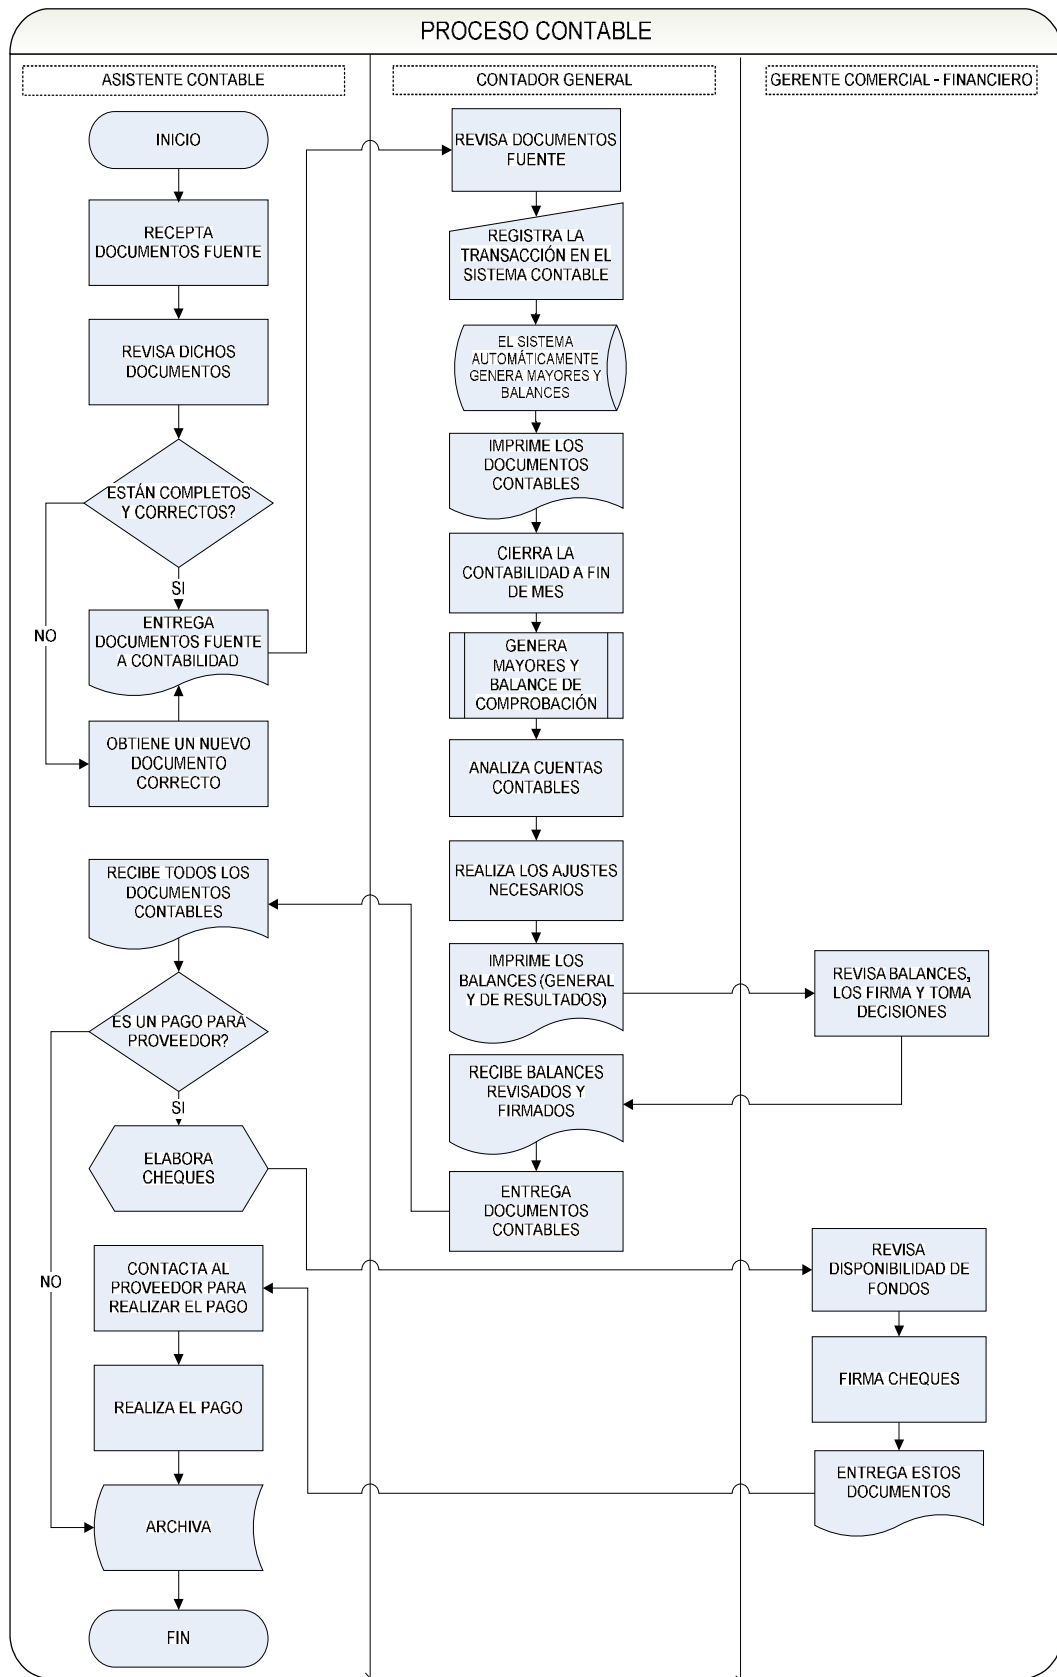 PROCESO CONTABLE
ASISTENTE CONTABLE
CONTADOR GENERAL
GERENTE COMERCIAL - FINANCIERO
INICIO
RECEPTA
DOCUMENTOS FUENTE
REVISA DICHOS
DOCUMENTOS
ESTÁN COMPLETOS
Y CORRECTOS?
SI
NO
ENTREGA
DOCUMENTOS FUENTE
A CONTABILIDAD
OBTIENE UN NUEVO
DOCUMENTO
CORRECTO
REVISA DOCUMENTOS
FUENTE
REGISTRA LA
TRANSACCIÓN EN EL
SISTEMA CONTABLE
EL SISTEMA
AUTOMÁTICAMENTE
GENERA MAYORES Y
BALANCES
IMPRIME LOS
DOCUMENTOS
CONTABLES
CIERRA LA
CONTABILIDAD A FIN
DE MES
GENERA
MAYORES Y
BALANCE DE
COMPROBACIÓN
ANALIZA CUENTAS
CONTABLES
REALIZA LOS AJUSTES
NECESARIOS
IMPRIME LOS
BALANCES (GENERAL
Y DE RESULTADOS)
REVISA BALANCES,
LOS FIRMA Y TOMA
DECISIONES
RECIBE BALANCES
REVISADOS Y
FIRMADOS
ENTREGA
DOCUMENTOS
CONTABLES
RECIBE TODOS LOS
DOCUMENTOS
CONTABLES
ES UN PAGO PARA
PROVEEDOR?
SI
NO
ELABORA
CHEQUES
REVISA
DISPONIBILIDAD DE
FONDOS
FIRMA CHEQUES
ENTREGA ESTOS
DOCUMENTOS
CONTACTA AL
PROVEEDOR PARA
REALIZAR EL PAGO
REALIZA EL PAGO
ARCHIVA
FIN